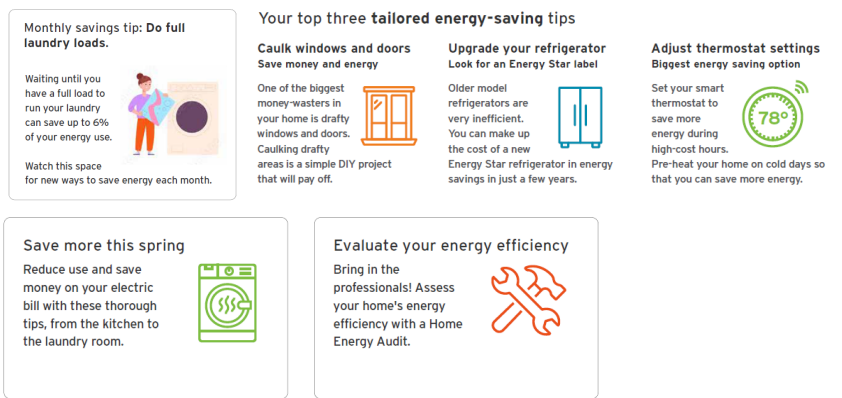 Monthly savings tip: Do full
laundry loads.
Waiting until you
have a full load to
run your laundry
can save up to 6%
of your energy use.
Watch this space
for new ways to save energy each month.
Your top three tailored energy-saving tips
Caulk windows and doors
Save money and energy
One of the biggest
money-wasters in
your home is drafty
windows and doors.
Caulking drafty
areas is a simple DIY project
that will pay off.
Upgrade your refrigerator
Look for an Energy Star label
Older model
refrigerators are
very inefficient.
You can make up
the cost of a new
Energy Star refrigerator in energy
savings in just a few years.
Adjust thermostat settings
Biggest energy saving option
Set your smart
thermostat to
save more
energy during
high-cost hours.
Pre-heat your home on cold days so
that you can save more energy.
78°
Save more this spring
Reduce use and save
money on your electric
bill with these thorough
tips, from the kitchen to
the laundry room.
Evaluate your energy efficiency
Bring in the
professionals! Assess
your home's energy
efficiency with a Home
Energy Audit.